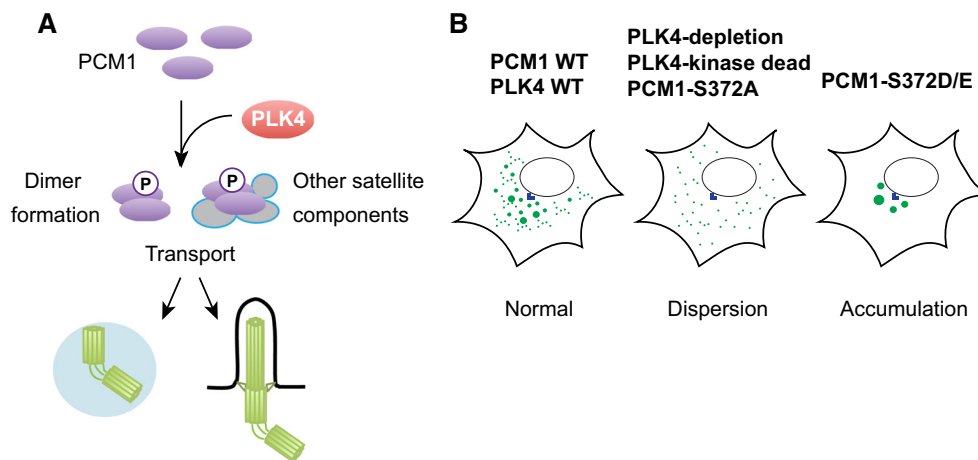 A
PCM1
PLK4
P
P
Dimer
formation
Other satellite
components
Transport
B
PCM1 WT
PLK4 WT
PLK4-depletion
PLK4-kinase dead
PCM1-S372A
PCM1-S372D/E
Normal
Dispersion
Accumulation